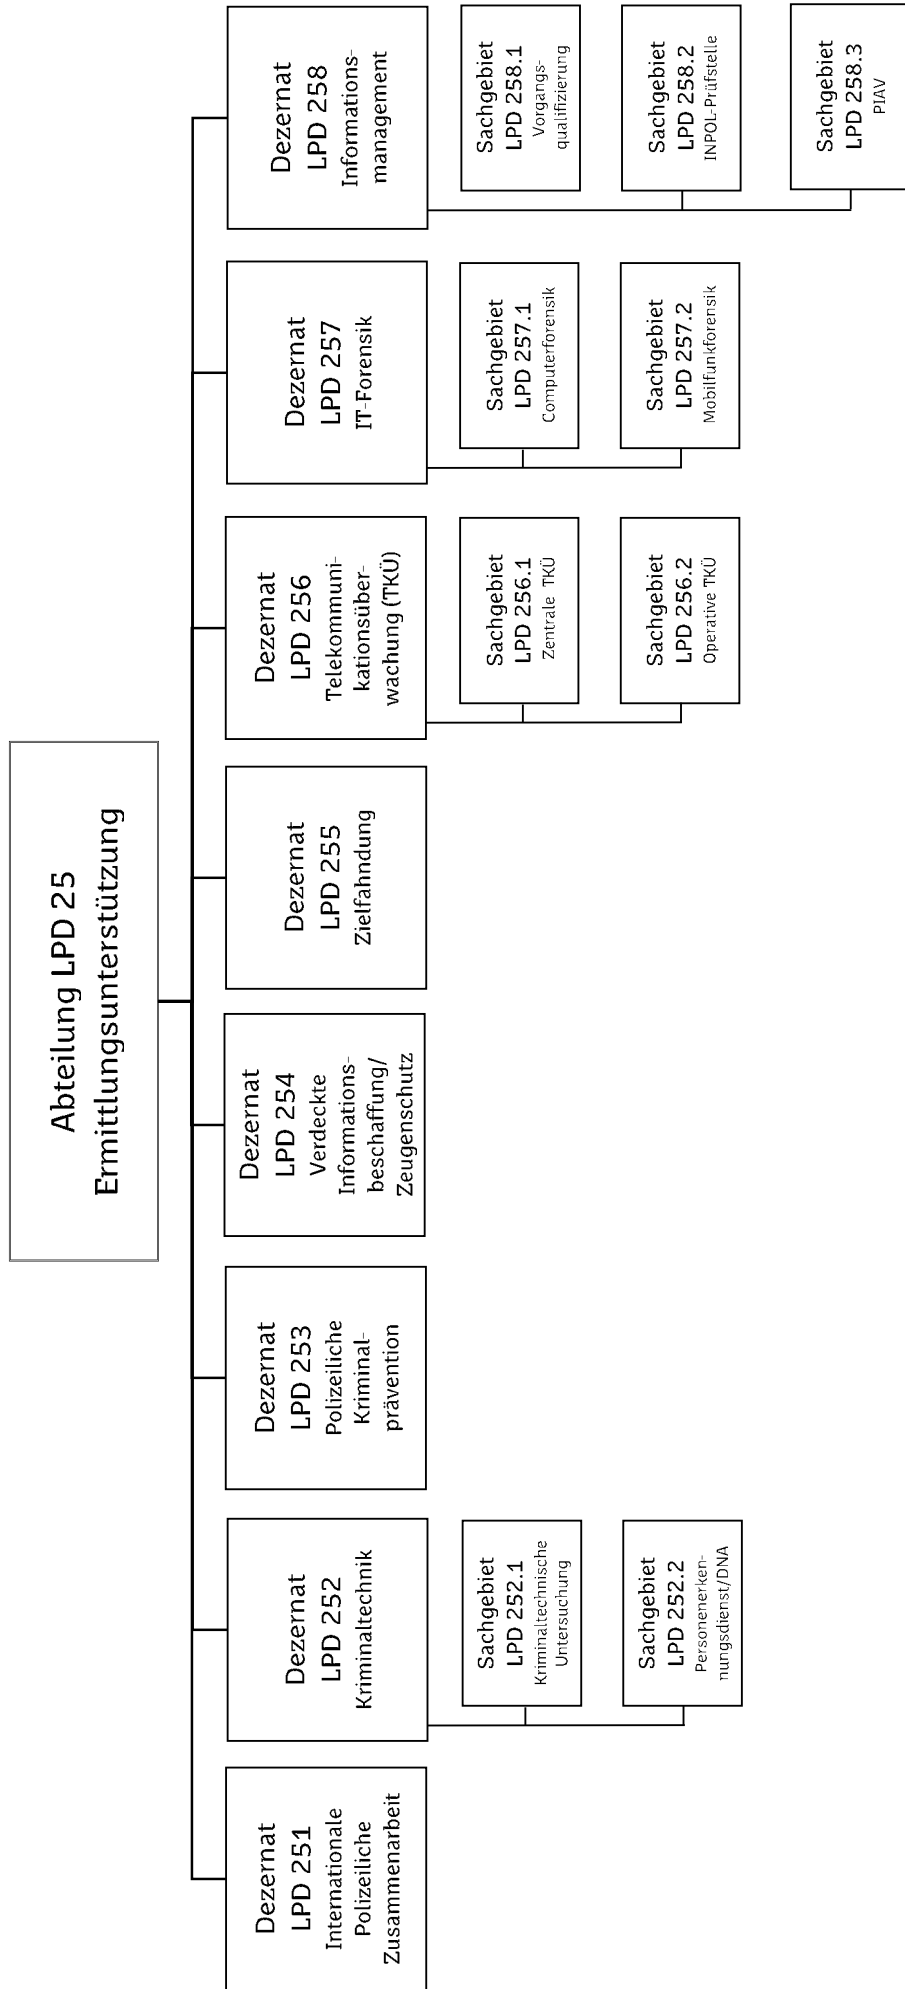 Abteilung LPD 25
Ermittlungsunterstützung
Dezernat
LPD 251
Internationale
Polizeiliche
Zusammenarbeit
Dezernat
LPD 252
Kriminaltechnik
Sachgebiet
LPD 252.1
Kriminaltechnische
Untersuchung
Sachgebiet
LPD 252.2
Personenerken-
nungsdienst/DNA
Dezernat
LPD 253
Polizeiliche
Kriminal-
prävention
Dezernat
LPD 254
Verdeckte
Informations-
beschaffung/
Zeugenschutz
Dezernat
LPD 255
Zielfahndung
Dezernat
LPD 256
Telekommuni-
kationsüber-
wachung (TKÜ)
Sachgebiet
LPD 256.1
Zentrale TKÜ
Sachgebiet
LPD 256.2
Operative TKÜ
Dezernat
LPD 257
IT-Forensik
Sachgebiet
LPD 257.1
Computerforensik
Sachgebiet
LPD 257.2
Mobilfunkforensik
Dezernat
LPD 258
Informations-
management
Sachgebiet
LPD 258.1
Vorgangs-
qualifizierung
Sachgebiet
LPD 258.2
INPOL-Prüfstelle
Sachgebiet
LPD 258.3
PIAV